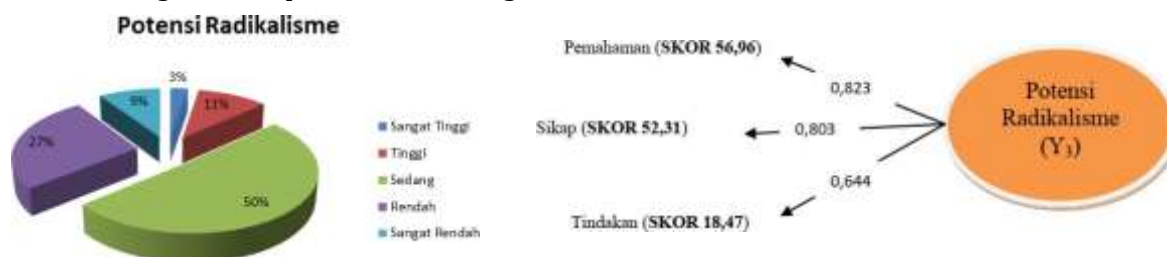 Potensi Radikalisme
3%
11%
50%
27%
9%
Sangat Tinggi
Tinggi
Sedang
Rendah
Sangat Rendah
Pemahaman (SKOR 56,96)
0,823
Sikap (SKOR 52,31)
0,803
0,644
Tindakan (SKOR 18,47)
Potensi
Radikalisme
(Y₃)